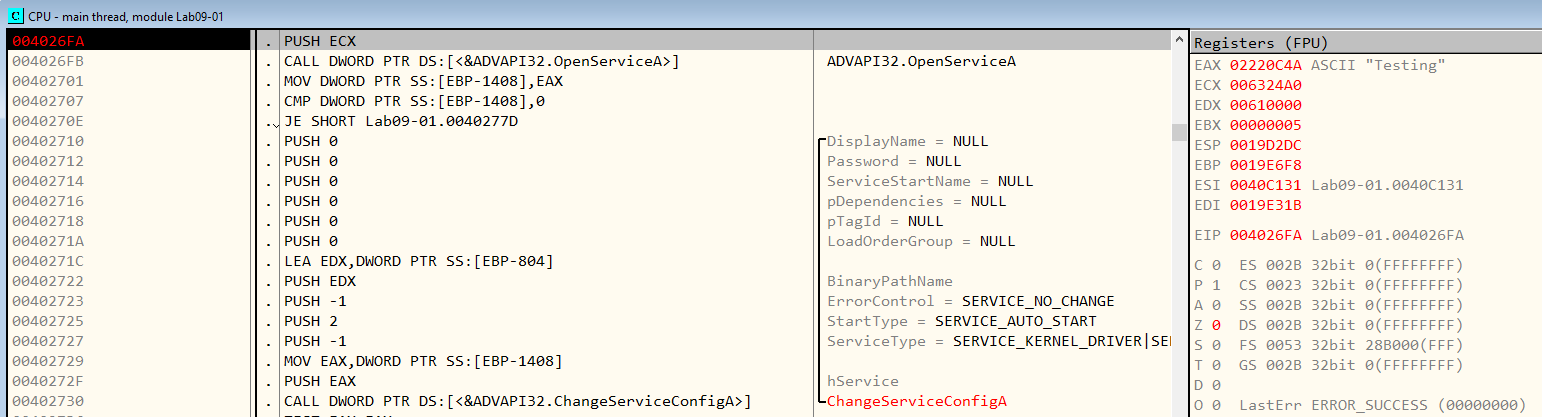 C CPU - main thread, module Lab09-01
004026FA . PUSH ECX
004026FB . CALL DWORD PTR DS:[<&ADVAPI32.OpenServiceA>] ADVAPI32.OpenServiceA
00402701 . MOV DWORD PTR SS:[EBP-1408],EAX
00402707 . CMP DWORD PTR SS:[EBP-1408],0
0040270E . JE SHORT Lab09-01.0040277D
00402710 . PUSH 0 DisplayName = NULL
00402712 . PUSH 0 Password = NULL
00402714 . PUSH 0 ServiceStartName = NULL
00402716 . PUSH 0 pDependencies = NULL
00402718 . PUSH 0 pTagId = NULL
0040271A . PUSH 0 LoadOrderGroup = NULL
0040271C . LEA EDX,DWORD PTR SS:[EBP-804]
00402722 . PUSH EDX BinaryPathName
00402723 . PUSH -1 ErrorControl = SERVICE_NO_CHANGE
00402725 . PUSH 2 StartType = SERVICE_AUTO_START
00402727 . PUSH -1 ServiceType = SERVICE_KERNEL_DRIVER|SE
00402729 . MOV EAX,DWORD PTR SS:[EBP-1408]
0040272F . PUSH EAX hService
00402730 . CALL DWORD PTR DS:[<&ADVAPI32.ChangeServiceConfigA>] ChangeServiceConfigA
Registers (FPU)
EAX 02220C4A ASCII "Testing"
ECX 006324A0
EDX 00610000
EBX 00000005
ESP 0019D2DC
EBP 0019E6F8
ESI 0040C131 Lab09-01.0040C131
EDI 0019E31B
EIP 004026FA Lab09-01.004026FA
C 0 ES 002B 32bit 0(FFFFFFFF)
P 1 CS 0023 32bit 0(FFFFFFFF)
A 0 SS 002B 32bit 0(FFFFFFFF)
Z 0 DS 002B 32bit 0(FFFFFFFF)
S 0 FS 0053 32bit 28B000(FFF)
T 0 GS 002B 32bit 0(FFFFFFFF)
D 0
O 0 LastErr ERROR_SUCCESS (00000000)